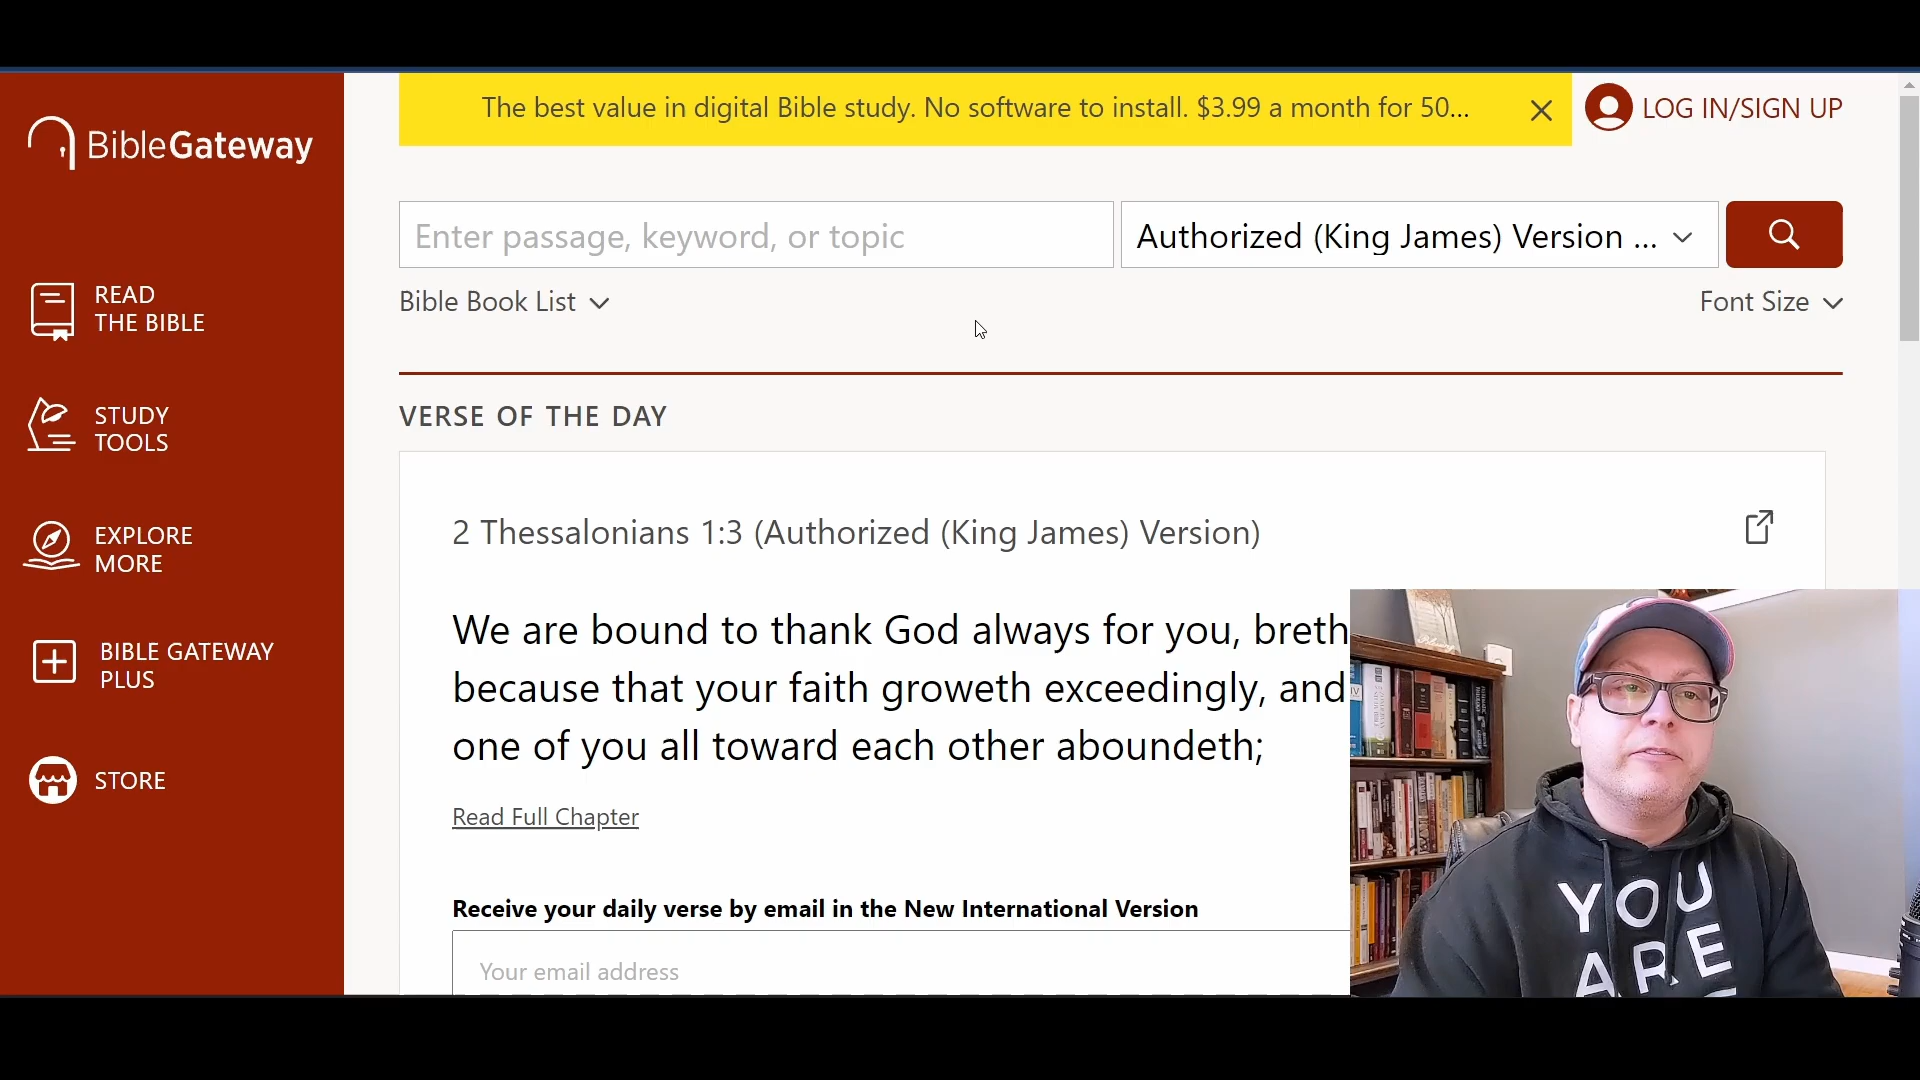 The best value in digital Bible study. No software to install. $3.99 a month for 50...
LOG IN/SIGN UP
BibleGateway
Enter passage, keyword, or topic
Authorized (King James) Version ...
Bible Book List
Font Size
READ
THE BIBLE
STUDY
TOOLS
EXPLORE
MORE
BIBLE GATEWAY
PLUS
STORE
VERSE OF THE DAY
2 Thessalonians 1:3 (Authorized (King James) Version)
We are bound to thank God always for you, breth
because that your faith groweth exceedingly, and
one of you all toward each other aboundeth;
Read Full Chapter
Receive your daily verse by email in the New International Version
Your email address
YOU
ARE